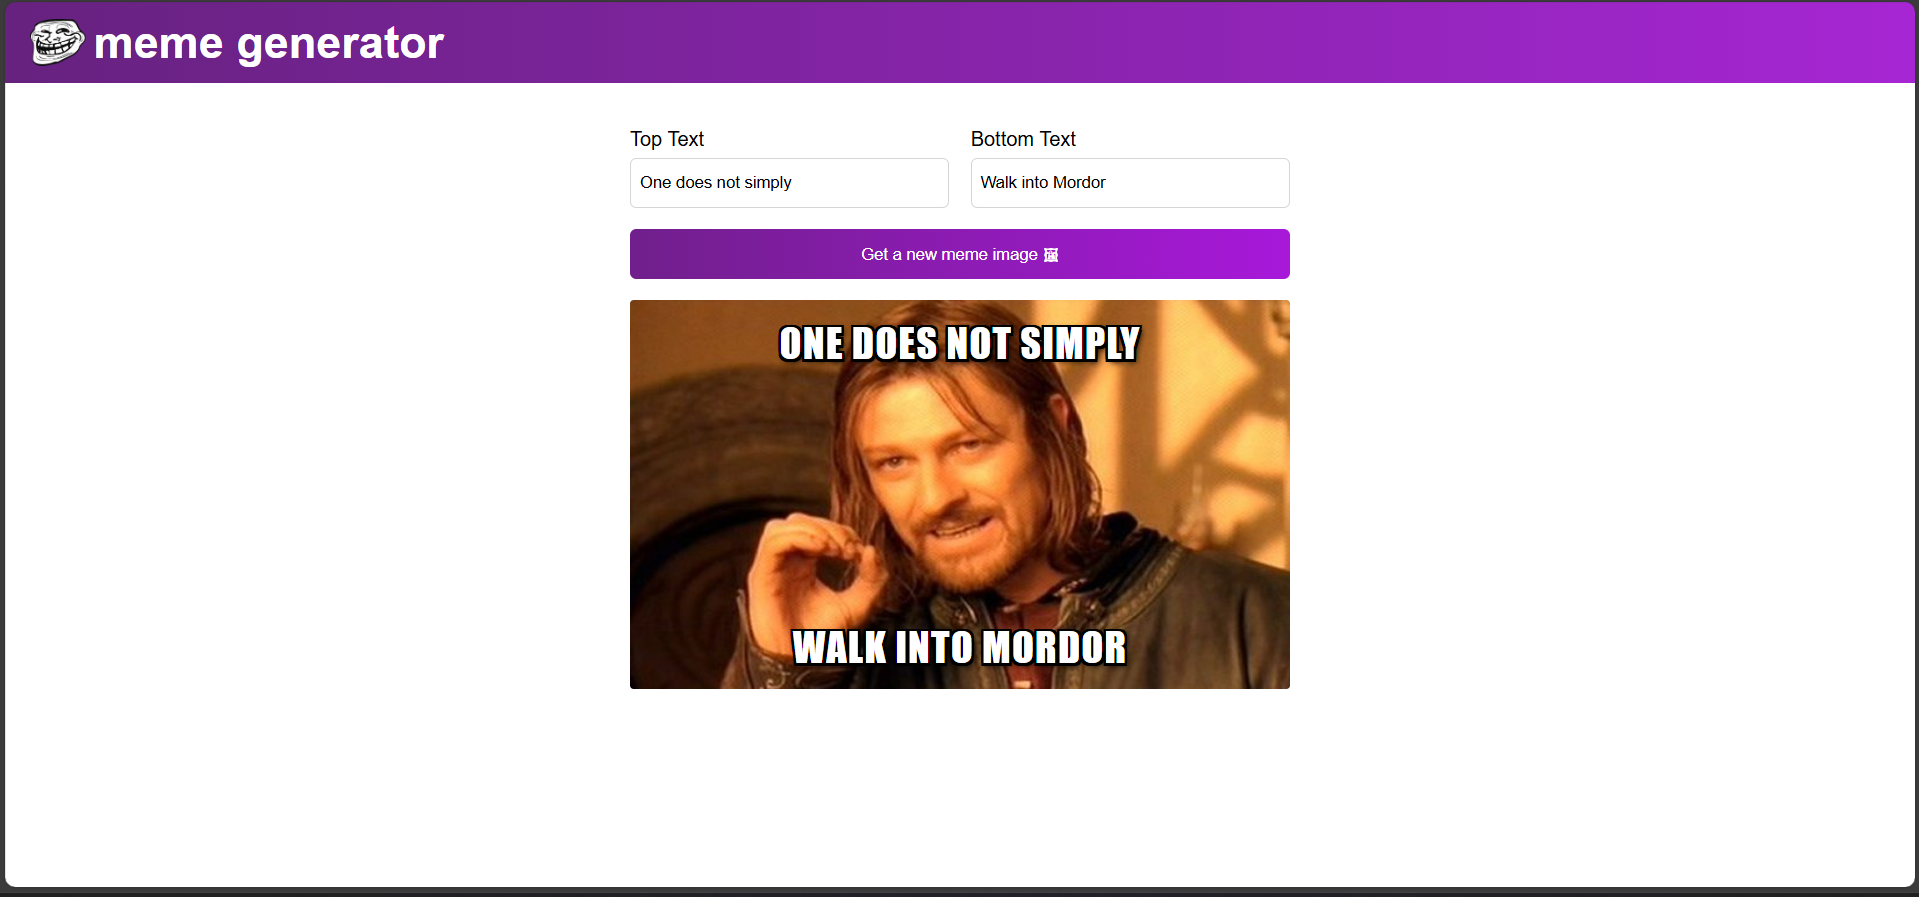 meme generator
Top Text
Bottom Text
One does not simply
Walk into Mordor
Get a new meme image 🖼
ONE DOES NOT SIMPLY
WALK INTO MORDOR